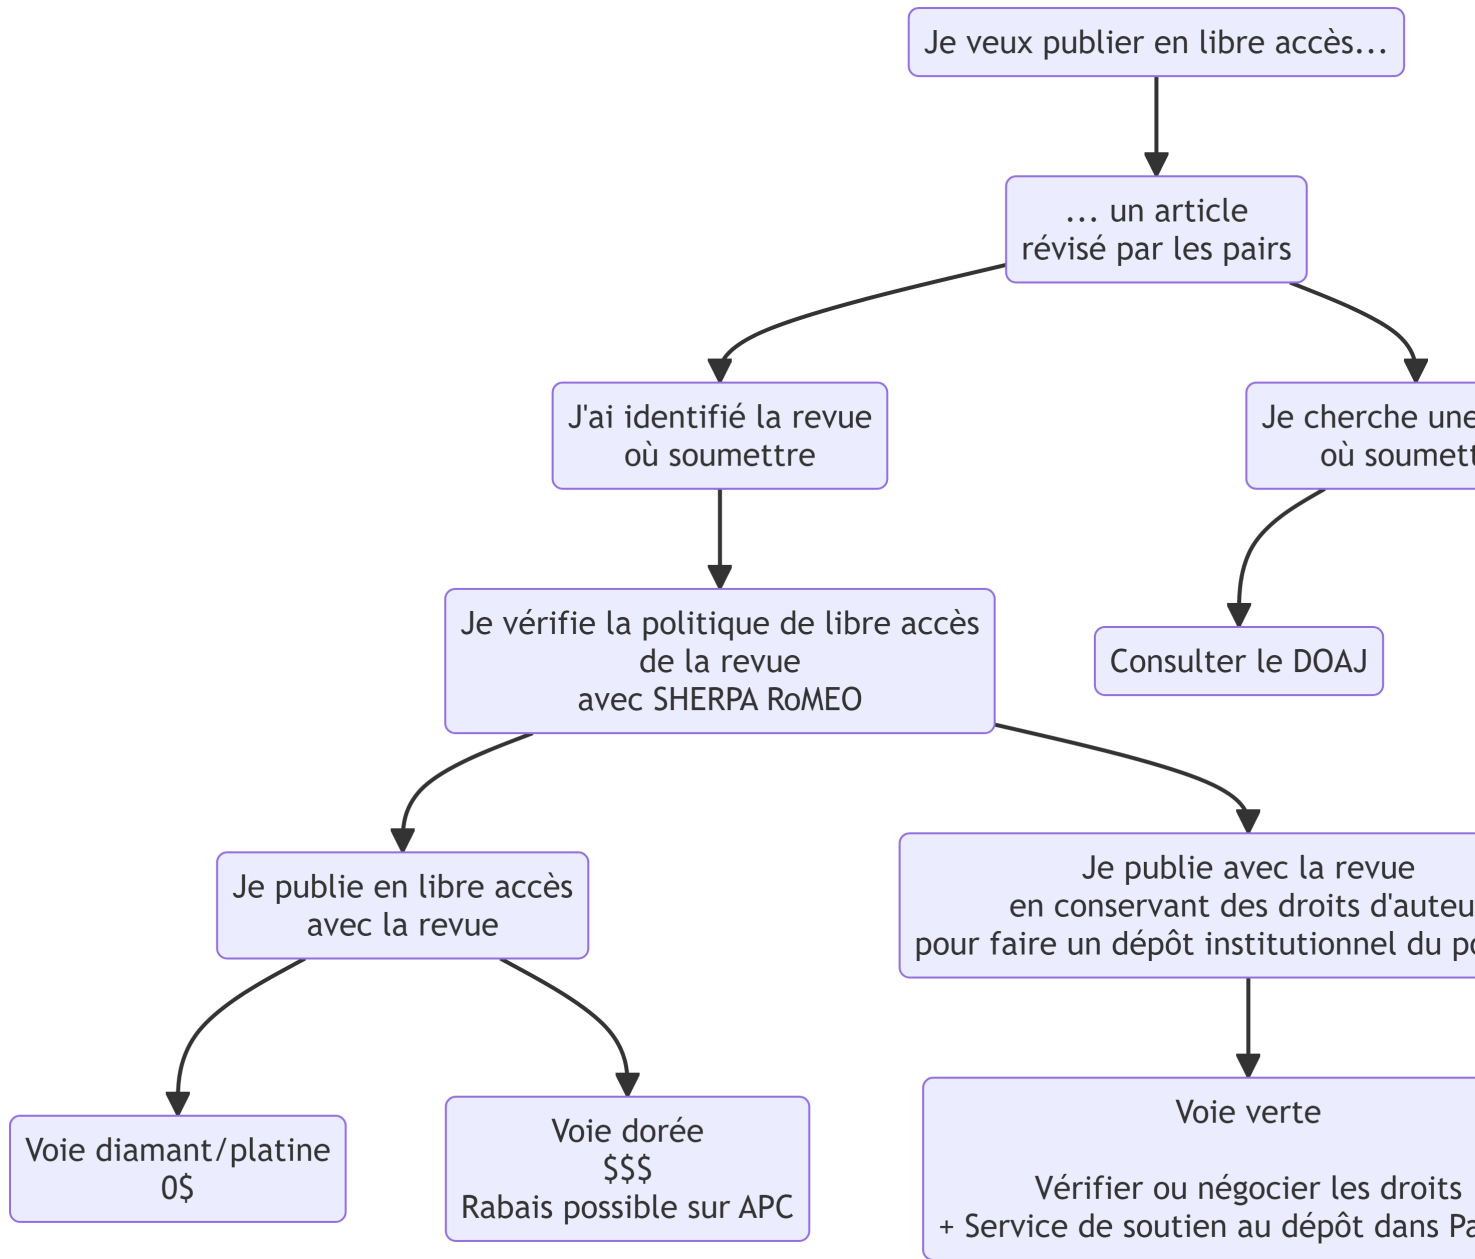 Je veux publier en libre accès...
... un article
révisé par les pairs
J'ai identifié la revue
où soumettre
Je cherche une
où
Je vérifie la politique de libre accès
de la revue
avec SHERPA RoMEO
Consulter le DOAJ
Je publie en libre accès
avec la revue
Je publie avec la revue
en conservant des droits
pour faire un dépôt institutionnel du
Voie diamant/platine
0$
Voie dorée
$$$
Rabais possible sur APC
Voie verte
Vérifier ou négocier les droits
+ Service de soutien au dépôt dans